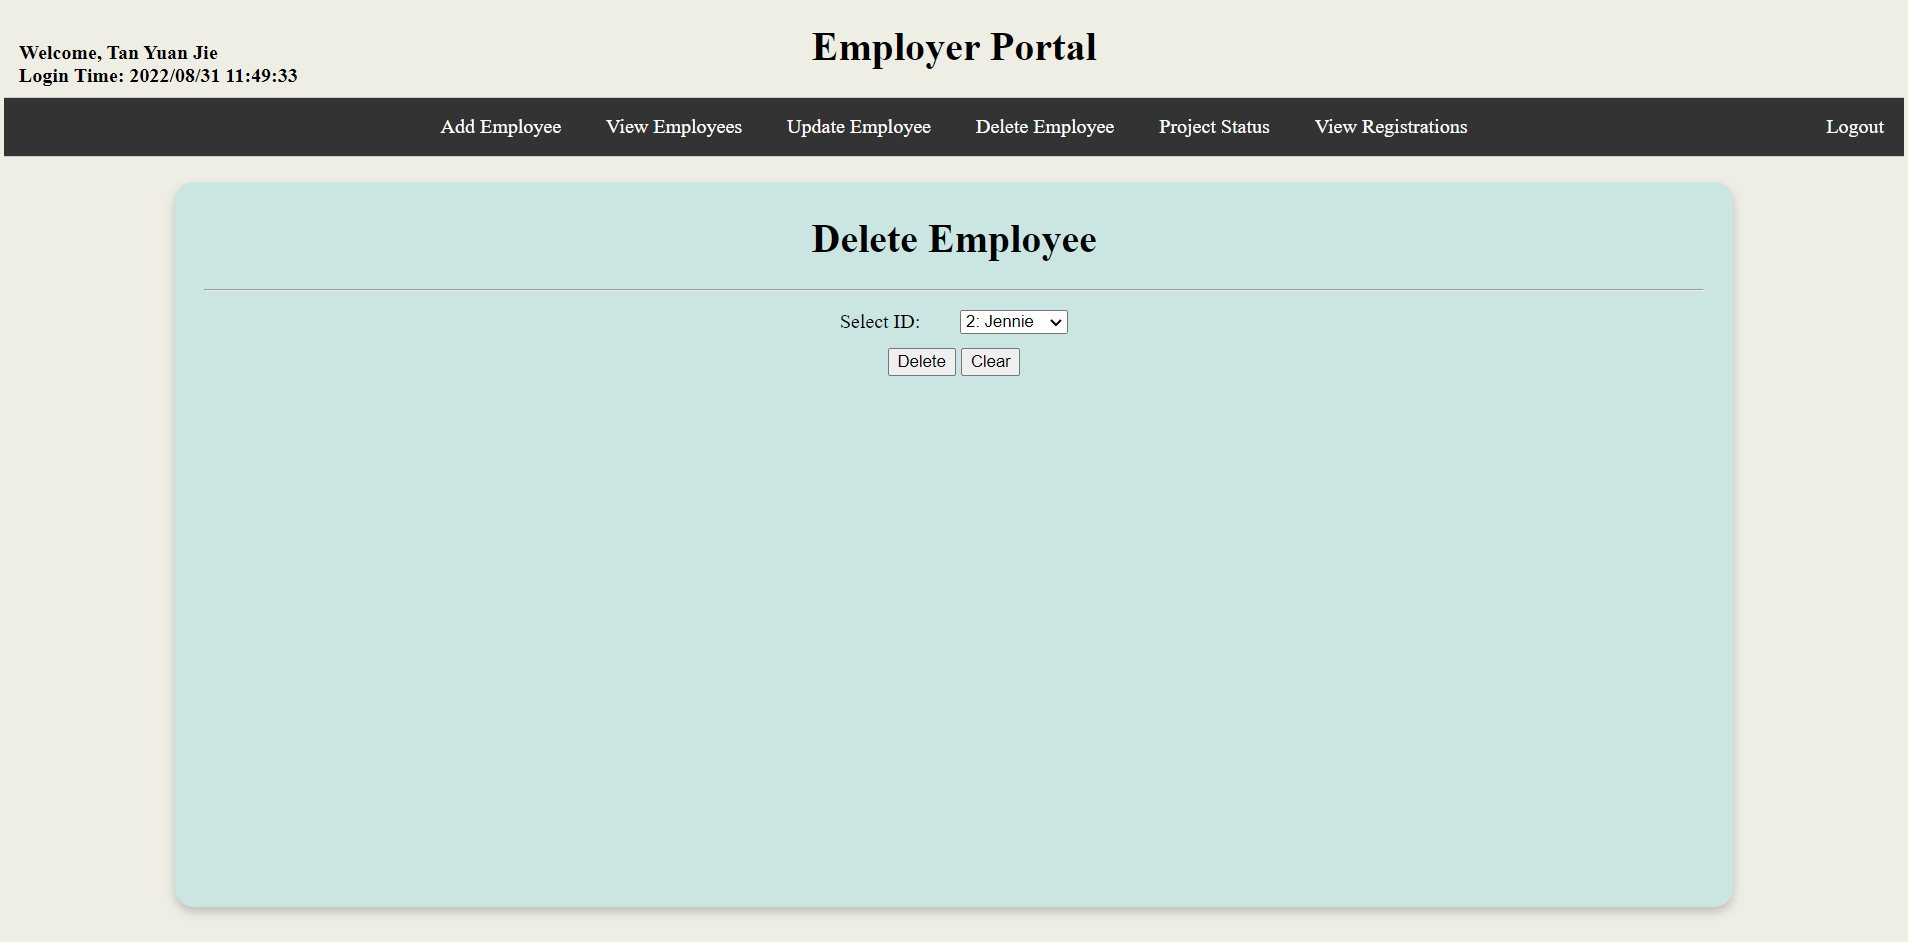 Employer Portal
Welcome, Tan Yuan Jie
Login Time: 2022/08/31 11:49:33
Add Employee View Employees Update Employee Delete Employee Project Status View Registrations Logout
Delete Employee
Select ID: 2: Jennie
Delete Clear